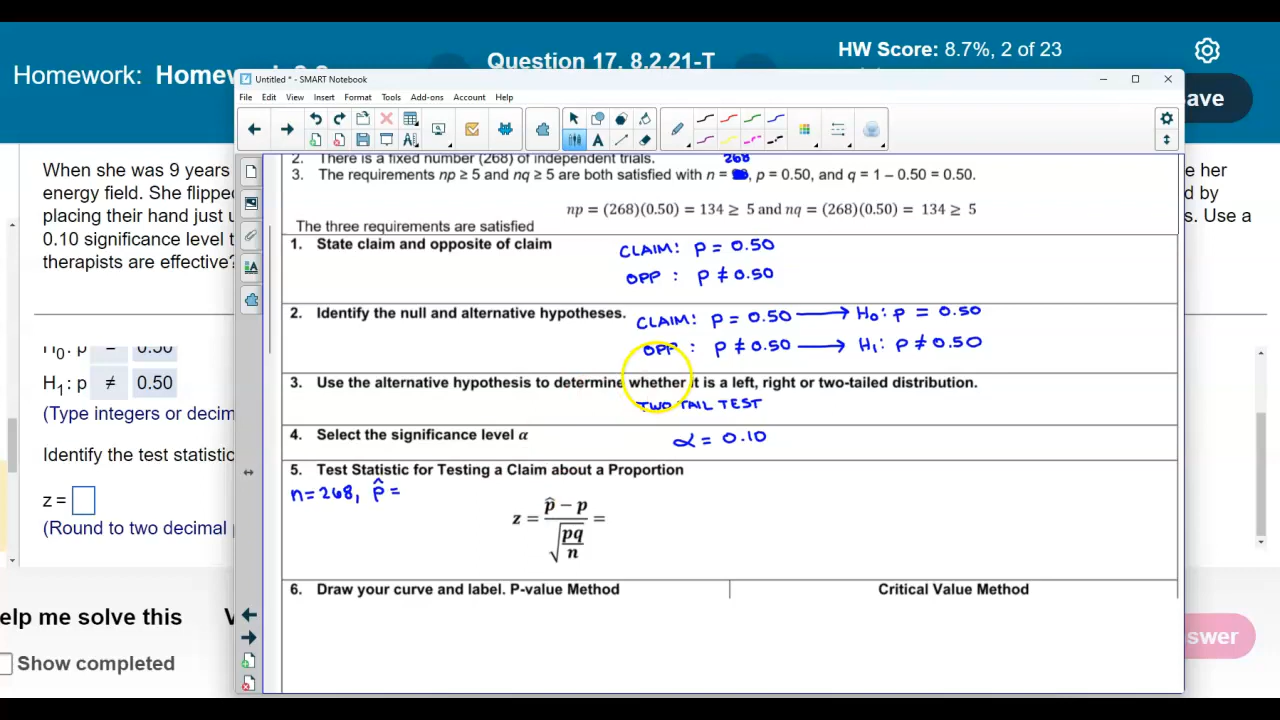 Homework: Homew
Question 17, 8.2.21-T
HW Score: 8.7%, 2 of 23
ave
Untitled * - SMART Notebook
File Edit View Insert Format Tools Add-ons Account Help
When she was 9 years
energy field. She flipped
placing their hand just u
0.10 significance level t
therapists are effective?
e her
d by
s. Use a
H₀: p = 0.50
H₁: p ≠ 0.50
(Type integers or decima
Identify the test statistic
z =
(Round to two decimal
elp me solve this
V
Show completed
swer
2. There is a fixed number (268) of independent trials.
268
3. The requirements np ≥ 5 and nq ≥ 5 are both satisfied with n = , p = 0.50, and q = 1 – 0.50 = 0.50.
np = (268)(0.50) = 134 ≥ 5 and nq = (268)(0.50) = 134 ≥ 5
The three requirements are satisfied
1. State claim and opposite of claim
CLAIM: P = 0.50
OPP : P ≠ 0.50
2. Identify the null and alternative hypotheses.
CLAIM: P = 0.50 → H₀: P = 0.50
OPP : P ≠ 0.50 → H₁: P ≠ 0.50
3. Use the alternative hypothesis to determine whether it is a left, right or two-tailed distribution.
TWO TAIL TEST
4. Select the significance level α
α = 0.10
5. Test Statistic for Testing a Claim about a Proportion
n=268, p̂ =
z = (p̂ − p) / √(pq/n) =
6. Draw your curve and label. P-value Method
Critical Value Method